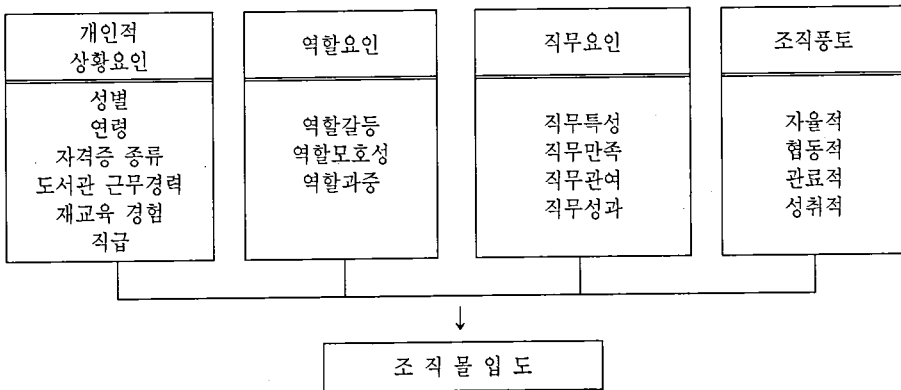 개인적
상황요인
성별
연령
자격증 종류
도서관 근무경력
재교육 경험
직급
역할요인
역할갈등
역할모호성
역할과중
직무요인
직무특성
직무만족
직무관여
직무성과
조직풍토
자율적
협동적
관료적
성취적
조 직 몰 입 도